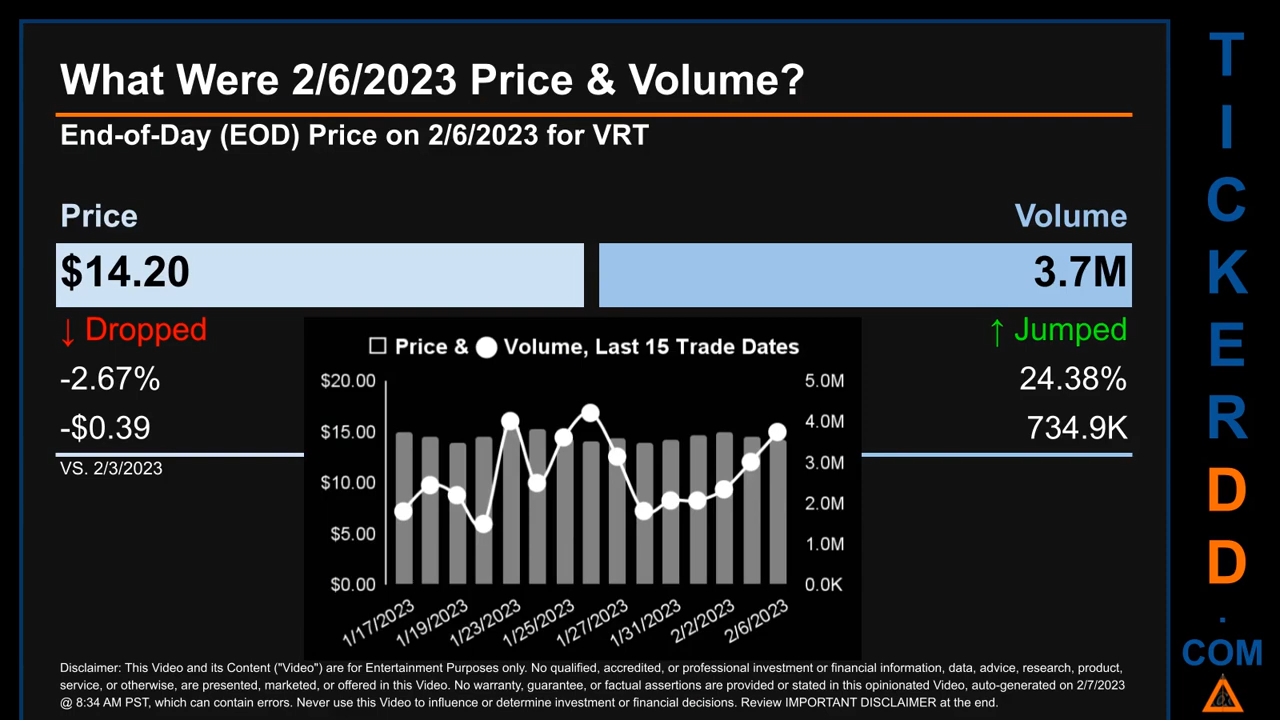 What Were 2/6/2023 Price & Volume?
End-of-Day (EOD) Price on 2/6/2023 for VRT
Price
Volume
$14.20
3.7M
↓ Dropped
↑ Jumped
-2.67%
24.38%
-$0.39
734.9K
VS. 2/3/2023
Price & Volume, Last 15 Trade Dates
$20.00
$15.00
$10.00
$5.00
$0.00
5.0M
4.0M
3.0M
2.0M
1.0M
0.0K
1/17/2023
1/19/2023
1/23/2023
1/25/2023
1/27/2023
1/31/2023
2/2/2023
2/6/2023
Disclaimer: This Video and its Content ("Video") are for Entertainment Purposes only. No qualified, accredited, or professional investment or financial information, data, advice, research, product,
service, or otherwise, are presented, marketed, or offered in this Video. No warranty, guarantee, or factual assertions are provided or stated in this opinionated Video, auto-generated on 2/7/2023
@ 8:34 AM PST, which can contain errors. Never use this Video to influence or determine investment or financial decisions. Review IMPORTANT DISCLAIMER at the end.
T
I
C
K
E
R
D
D
.
COM